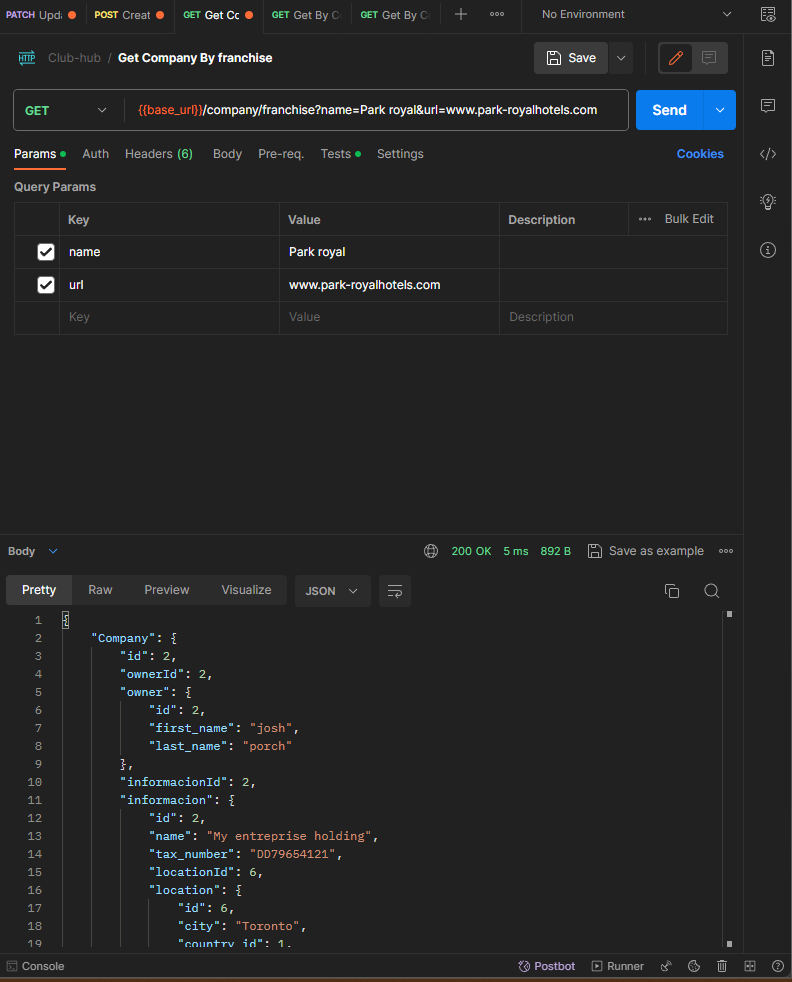 PATCH Upda POST Creat GET Get Cc GET Get By C GET Get By C No Environment
HTTP Club-hub / Get Company By franchise Save
GET {{base_url}}/company/franchise?name=Park royal&url=www.park-royalhotels.com Send
Params Auth Headers (6) Body Pre-req. Tests Settings Cookies
Query Params
Key Value Description Bulk Edit
name Park royal
url www.park-royalhotels.com
Key Value Description
Body 200 OK 5 ms 892 B Save as example
Pretty Raw Preview Visualize JSON
1 {
2 "Company": {
3 "id": 2,
4 "ownerId": 2,
5 "owner": {
6 "id": 2,
7 "first_name": "josh",
8 "last_name": "porch"
9 },
10 "informacionId": 2,
11 "informacion": {
12 "id": 2,
13 "name": "My entreprise holding",
14 "tax_number": "DD79654121",
15 "locationId": 6,
16 "location": {
17 "id": 6,
18 "city": "Toronto",
19 "country_id": 1,
Console Postbot Runner